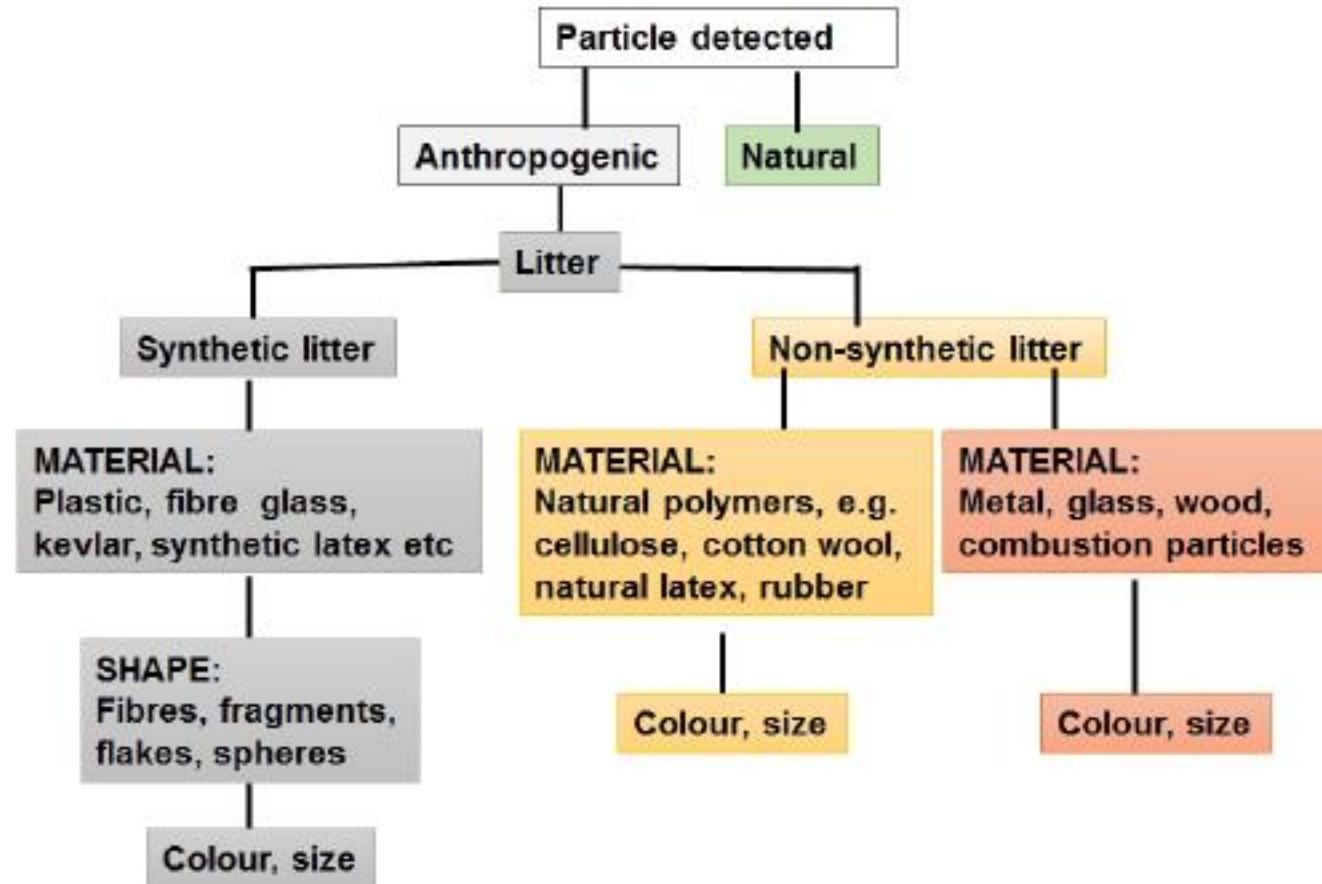 Particle detected
Anthropogenic
Natural
Litter
Synthetic litter
Non-synthetic litter
MATERIAL:
Plastic, fibre glass,
kevlar, synthetic latex etc
MATERIAL:
Natural polymers, e.g.
cellulose, cotton wool,
natural latex, rubber
MATERIAL:
Metal, glass, wood,
combustion particles
SHAPE:
Fibres, fragments,
flakes, spheres
Colour, size
Colour, size
Colour, size